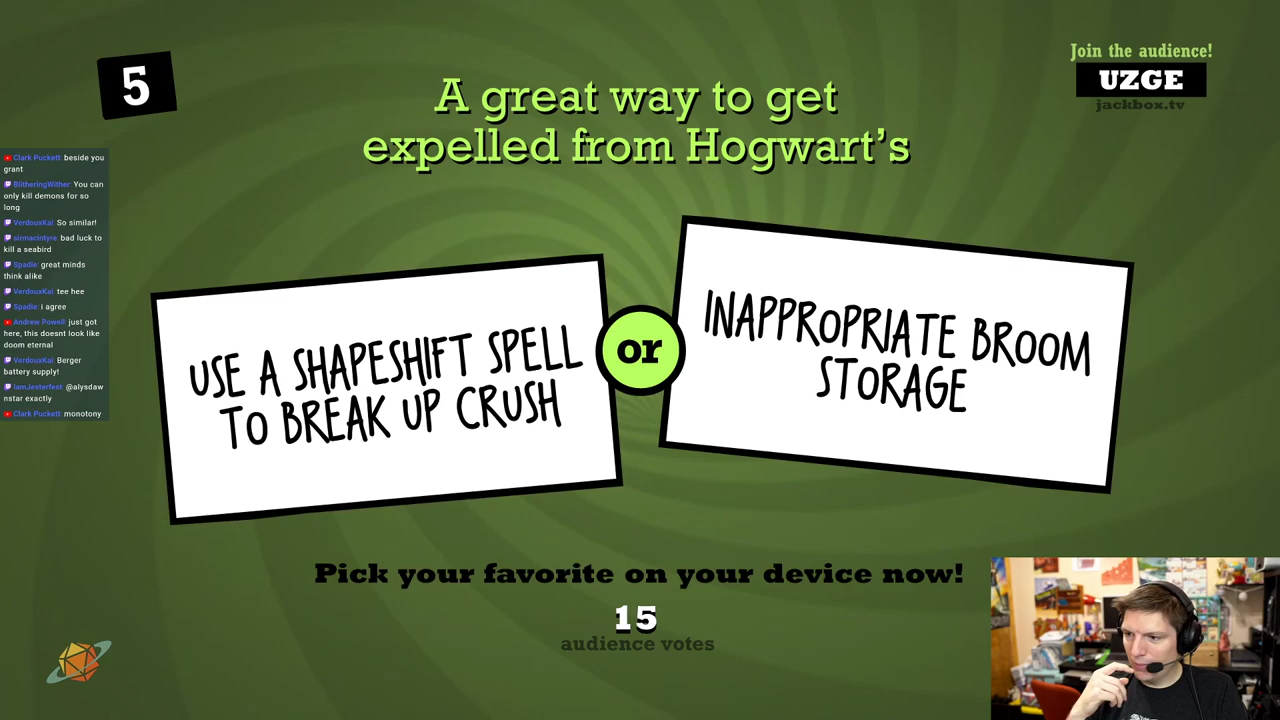 5
A great way to get
expelled from Hogwart's
Join the audience!
UZGE
jackbox.tv
Clark Puckett: beside you
grant
BlitheringWither: You can
only kill demons for so
long
VerdouxKai: So similar!
sirmacintyre: bad luck to
kill a seabird
Spadie: great minds
think alike
VerdouxKai: tee hee
Spadie: i agree
Andrew Powell: just got
here, this doesnt look like
doom eternal
VerdouxKai: Berger
battery supply!
IamJesterfest: @alysdaw
nstar exactly
Clark Puckett: monotony
USE A SHAPESHIFT SPELL
TO BREAK UP CRUSH
or
INAPPROPRIATE BROOM
STORAGE
Pick your favorite on your device now!
15
audience votes